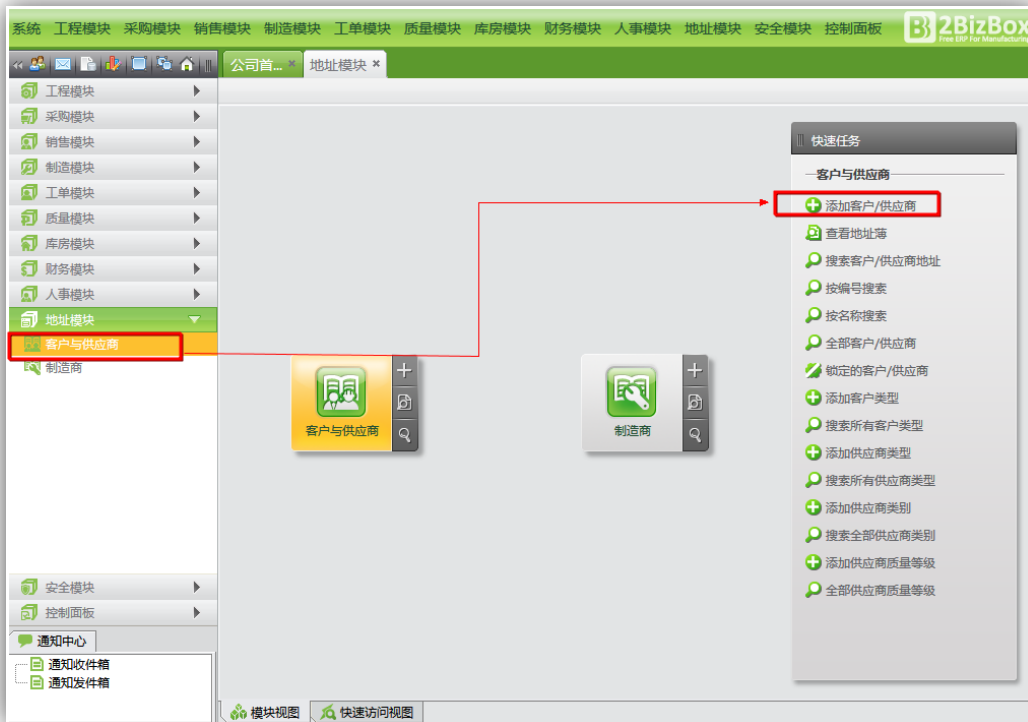 系统 工程模块 采购模块 销售模块 制造模块 工单模块 质量模块 库房模块 财务模块 人事模块 地址模块 安全模块 控制面板
2BizBox
Free ERP For Manufacturing
公司首... 地址模块
工程模块
采购模块
销售模块
制造模块
工单模块
质量模块
库房模块
财务模块
人事模块
地址模块
客户与供应商
制造商
安全模块
控制面板
通知中心
通知收件箱
通知发件箱
客户与供应商
制造商
快速任务
客户与供应商
添加客户/供应商
查看地址薄
搜索客户/供应商地址
按编号搜索
按名称搜索
全部客户/供应商
锁定的客户/供应商
添加客户类型
搜索所有客户类型
添加供应商类型
搜索所有供应商类型
添加供应商类别
搜索全部供应商类别
添加供应商质量等级
全部供应商质量等级
模块视图 快速访问视图